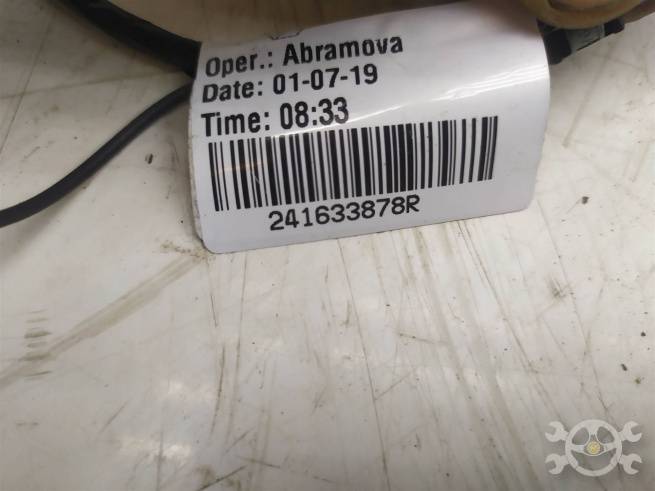 Oper.: Abramova
Date: 01-07-19
Time: 08:33
241633878R